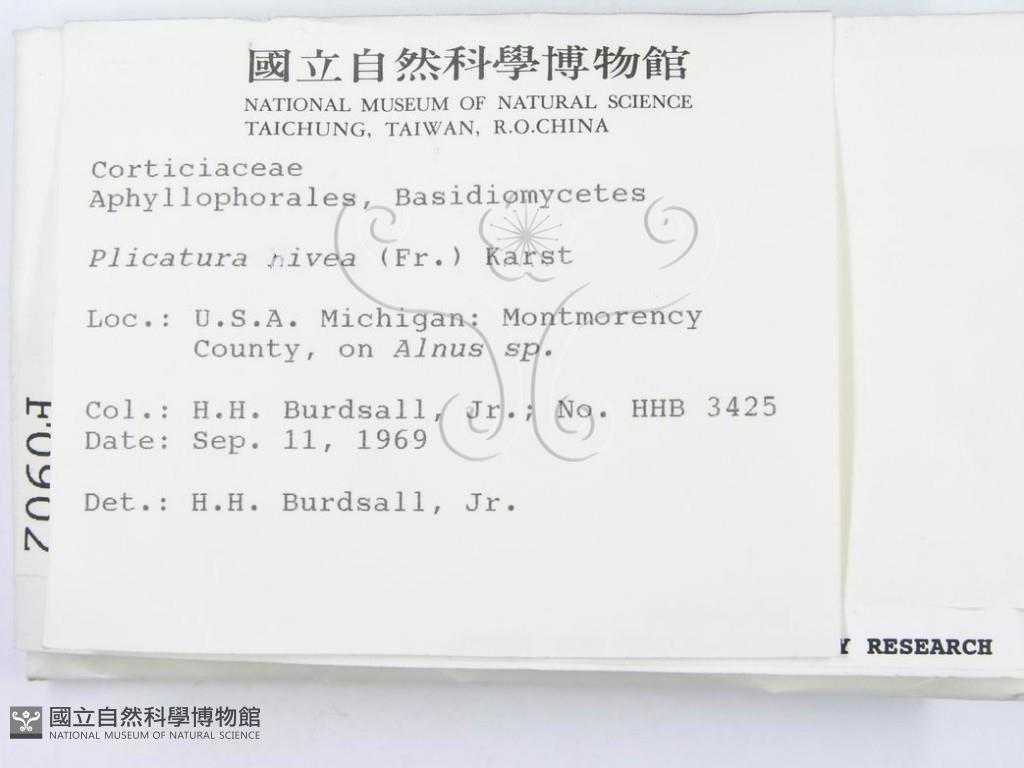 國立自然科學博物館
NATIONAL MUSEUM OF NATURAL SCIENCE
TAICHUNG, TAIWAN, R.O.CHINA
Corticiaceae
Aphyllophorales, Basidiomycetes
Plicatura nivea (Fr.) Karst
Loc.: U.S.A. Michigan: Montmorency
County, on Alnus sp.
Col.: H.H. Burdsall, Jr.; No. HHB 3425
Date: Sep. 11, 1969
Det.: H.H. Burdsall, Jr.
RESEARCH
國立自然科學博物館
NATIONAL MUSEUM OF NATURAL SCIENCE